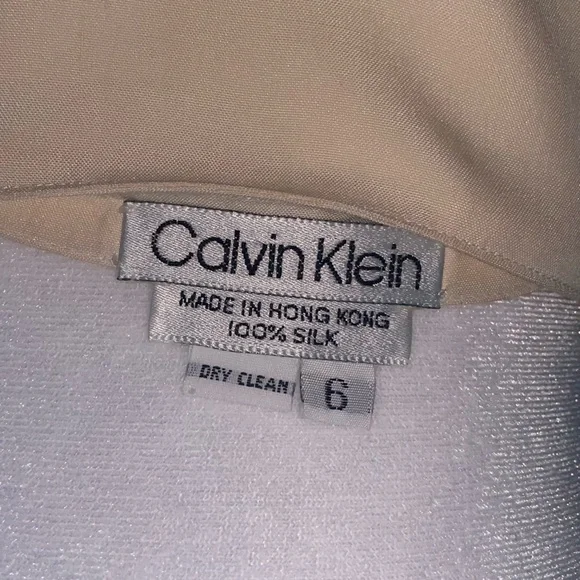 Calvin Klein
MADE IN HONG KONG
100% SILK
DRY CLEAN
6